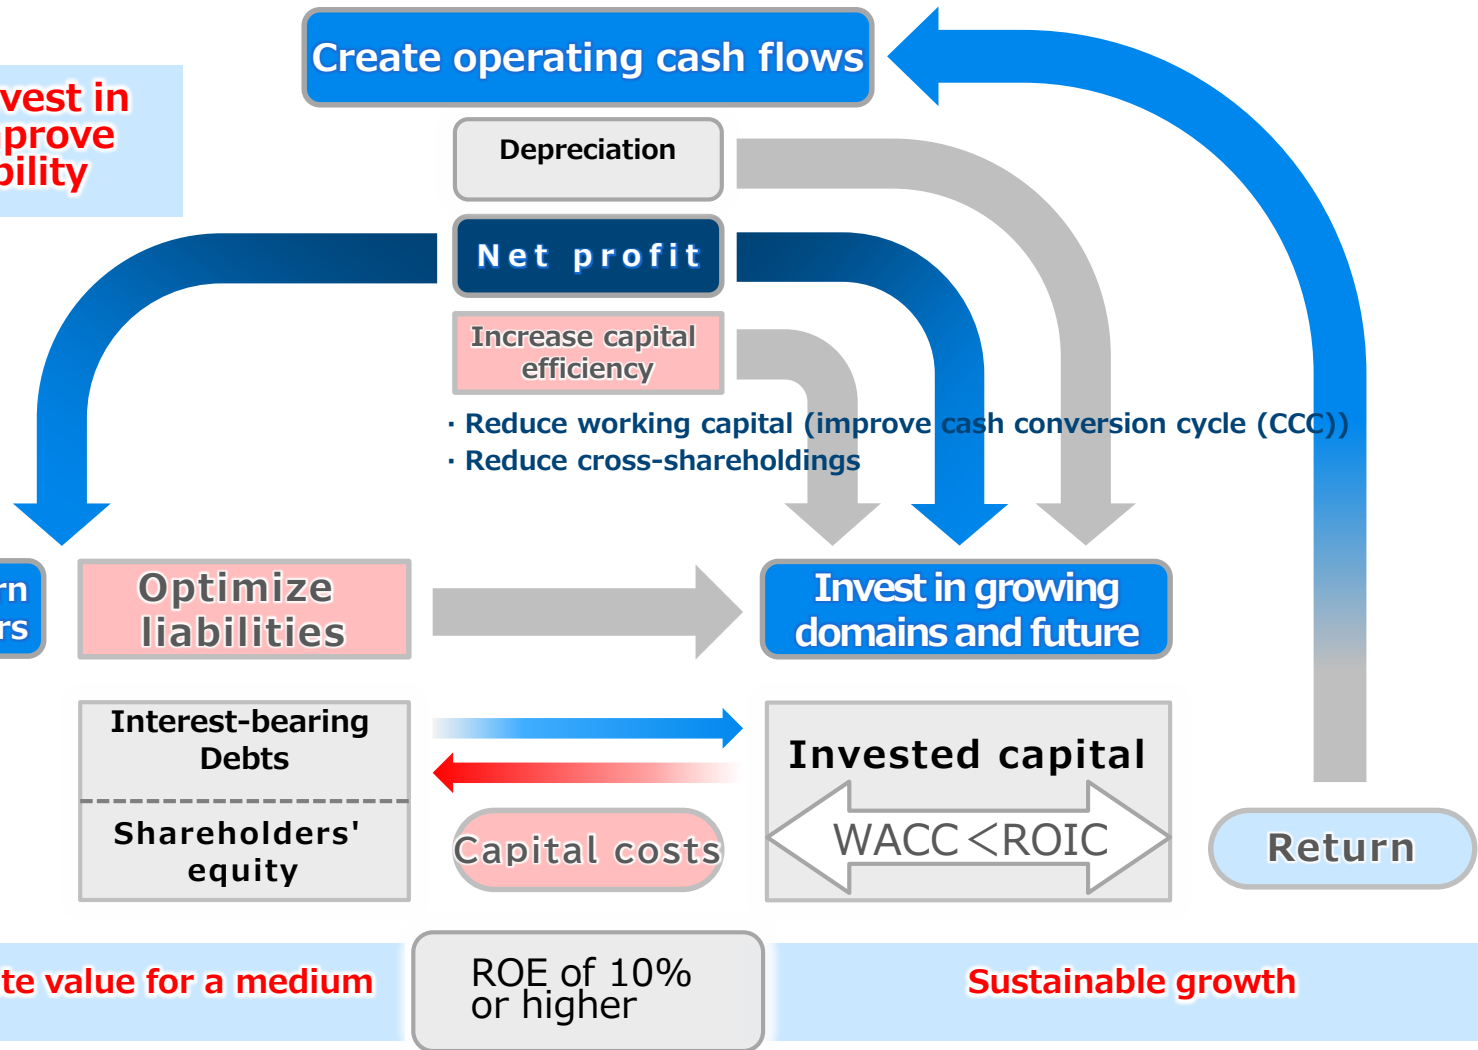 Create operating cash flows
vest in
prove
bility
Depreciation
Net profit
Increase capital
efficiency
· Reduce working capital (improve cash conversion cycle (CCC))
· Reduce cross-shareholdings
rn
rs
Optimize
liabilities
Invest in growing
domains and future
Interest-bearing
Debts
Shareholders'
equity
Capital costs
Invested capital
WACC<ROIC
Return
te value for a medium
ROE of 10%
or higher
Sustainable growth